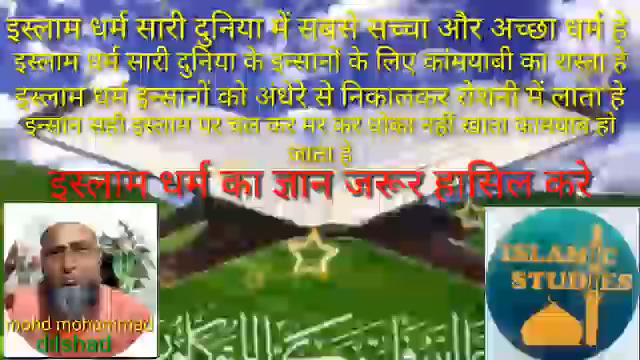 इस्लाम धर्म सारी दुनिया में सबसे सच्चा और अच्छा धर्म हे
इस्लाम धर्म सारी दुनिया के इन्सानों के लिए कांमयाबी का रास्ता हे
इस्लाम धर्म इन्सानों को अंधेरे से निकालकर रोशनी में लाता हे
इन्सान सही इस्लाम पर चल कर मर कर धोका नहीं खाता कामयाब हो
जाता हे
इस्लाम धर्म का ज्ञान जरूर हासिल करे
ISLAMIC
STUDIES
mohd mohammad
dilshad